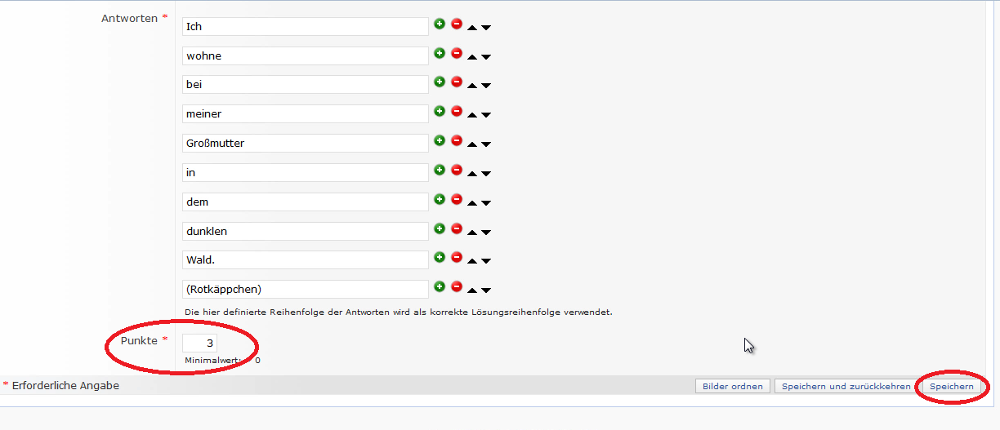 Antworten *
Ich
wohne
bei
meiner
Großmutter
in
dem
dunklen
Wald.
(Rotkäppchen)
Die hier definierte Reihenfolge der Antworten wird als korrekte Lösungsreihenfolge verwendet.
Punkte * 3
Minimalwert: 0
* Erforderliche Angabe Bilder ordnen Speichern und zurückkehren Speichern